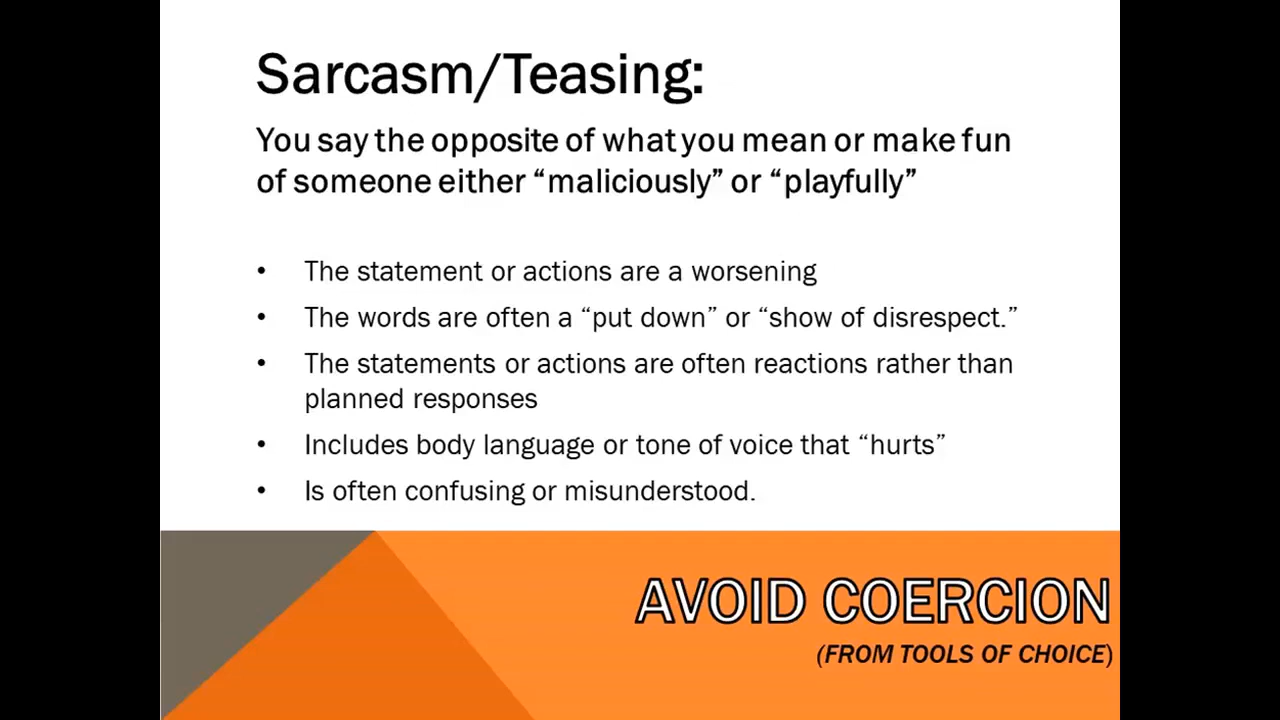 Sarcasm/Teasing:
You say the opposite of what you mean or make fun
of someone either “maliciously” or “playfully”
• The statement or actions are a worsening
• The words are often a “put down” or “show of disrespect.”
• The statements or actions are often reactions rather than
planned responses
• Includes body language or tone of voice that “hurts”
• Is often confusing or misunderstood.
AVOID COERCION
(FROM TOOLS OF CHOICE)